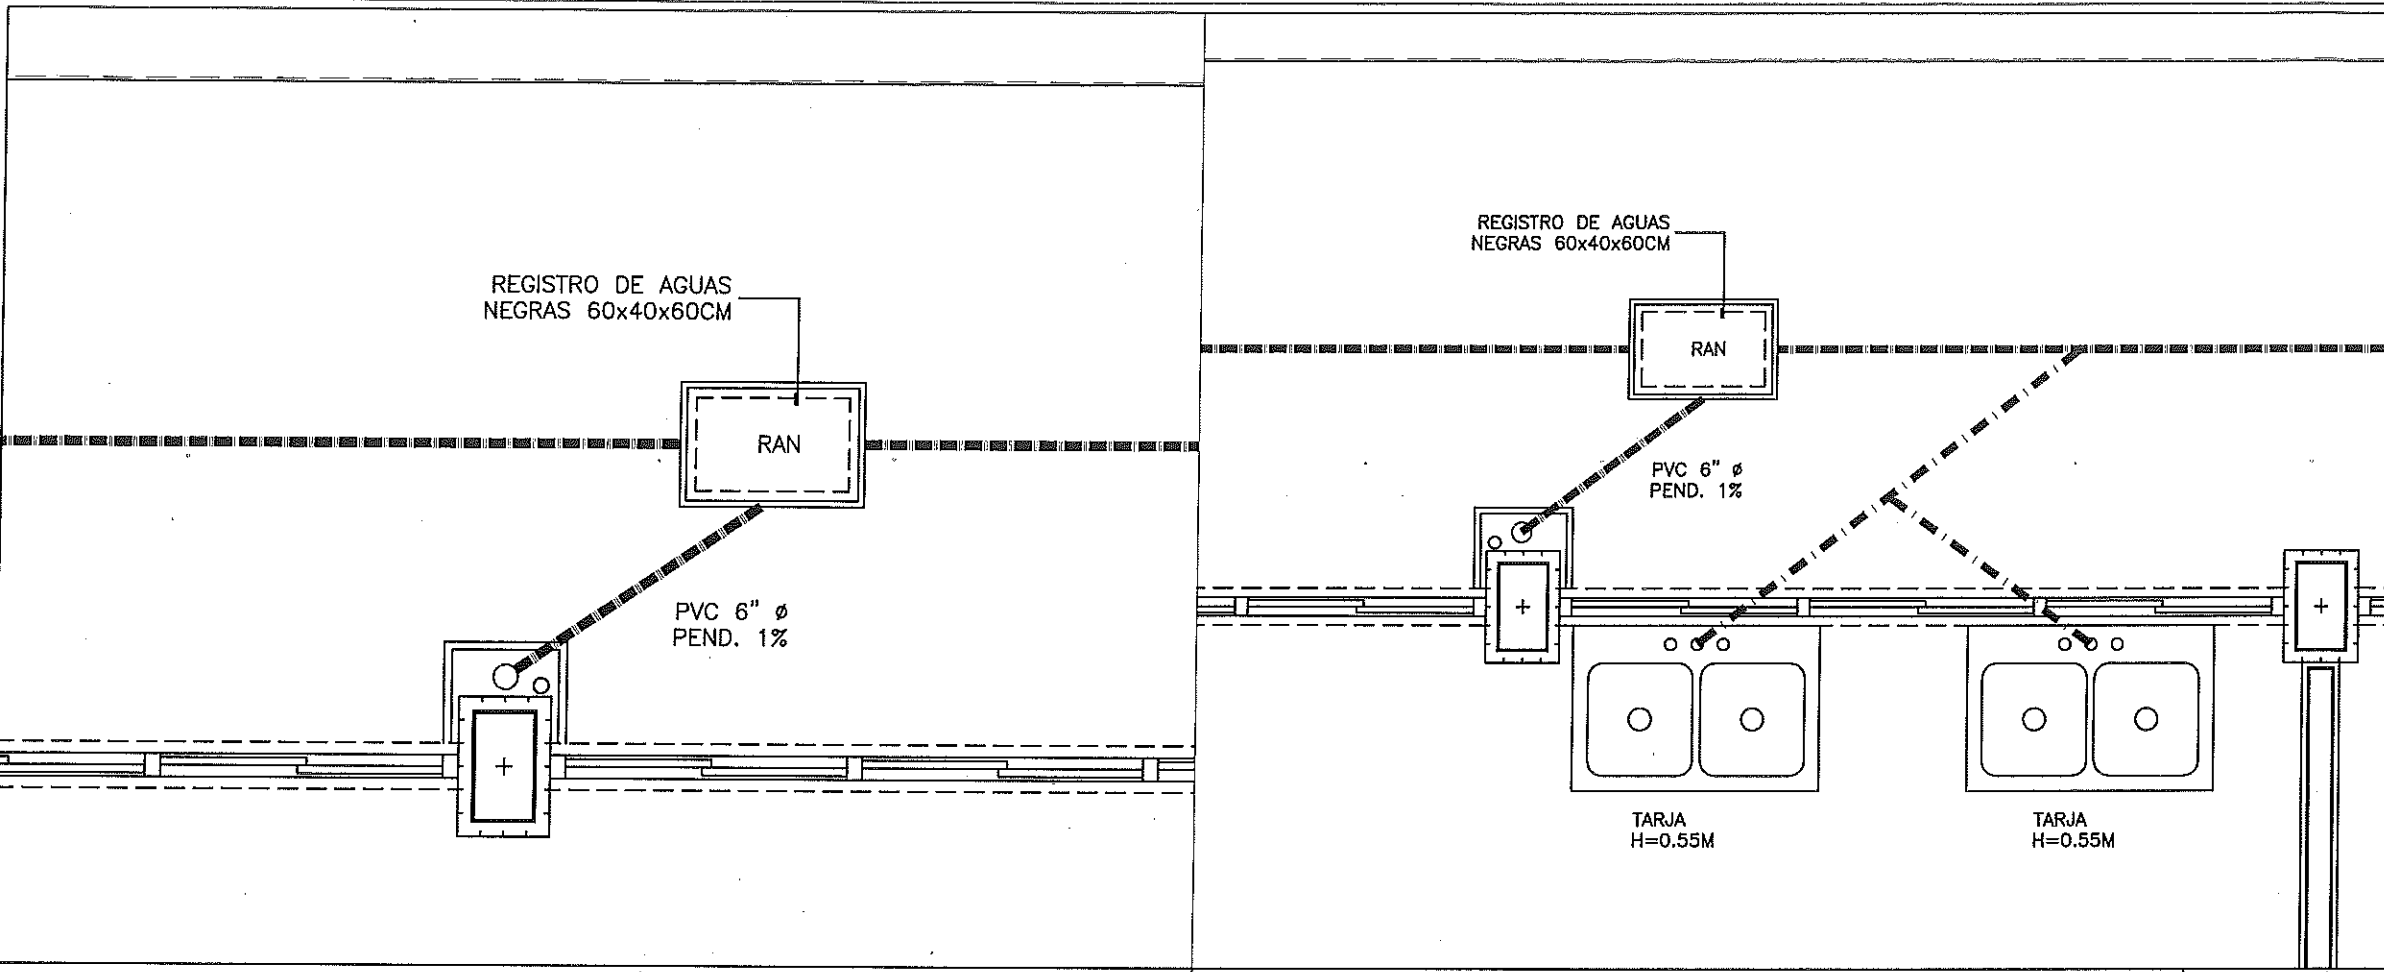 REGISTRO DE AGUAS
NEGRAS 60x40x60CM
RAN
PVC 6" ø
PEND. 1%
REGISTRO DE AGUAS
NEGRAS 60x40x60CM
RAN
PVC 6" ø
PEND. 1%
TARJA
H=0.55M
TARJA
H=0.55M